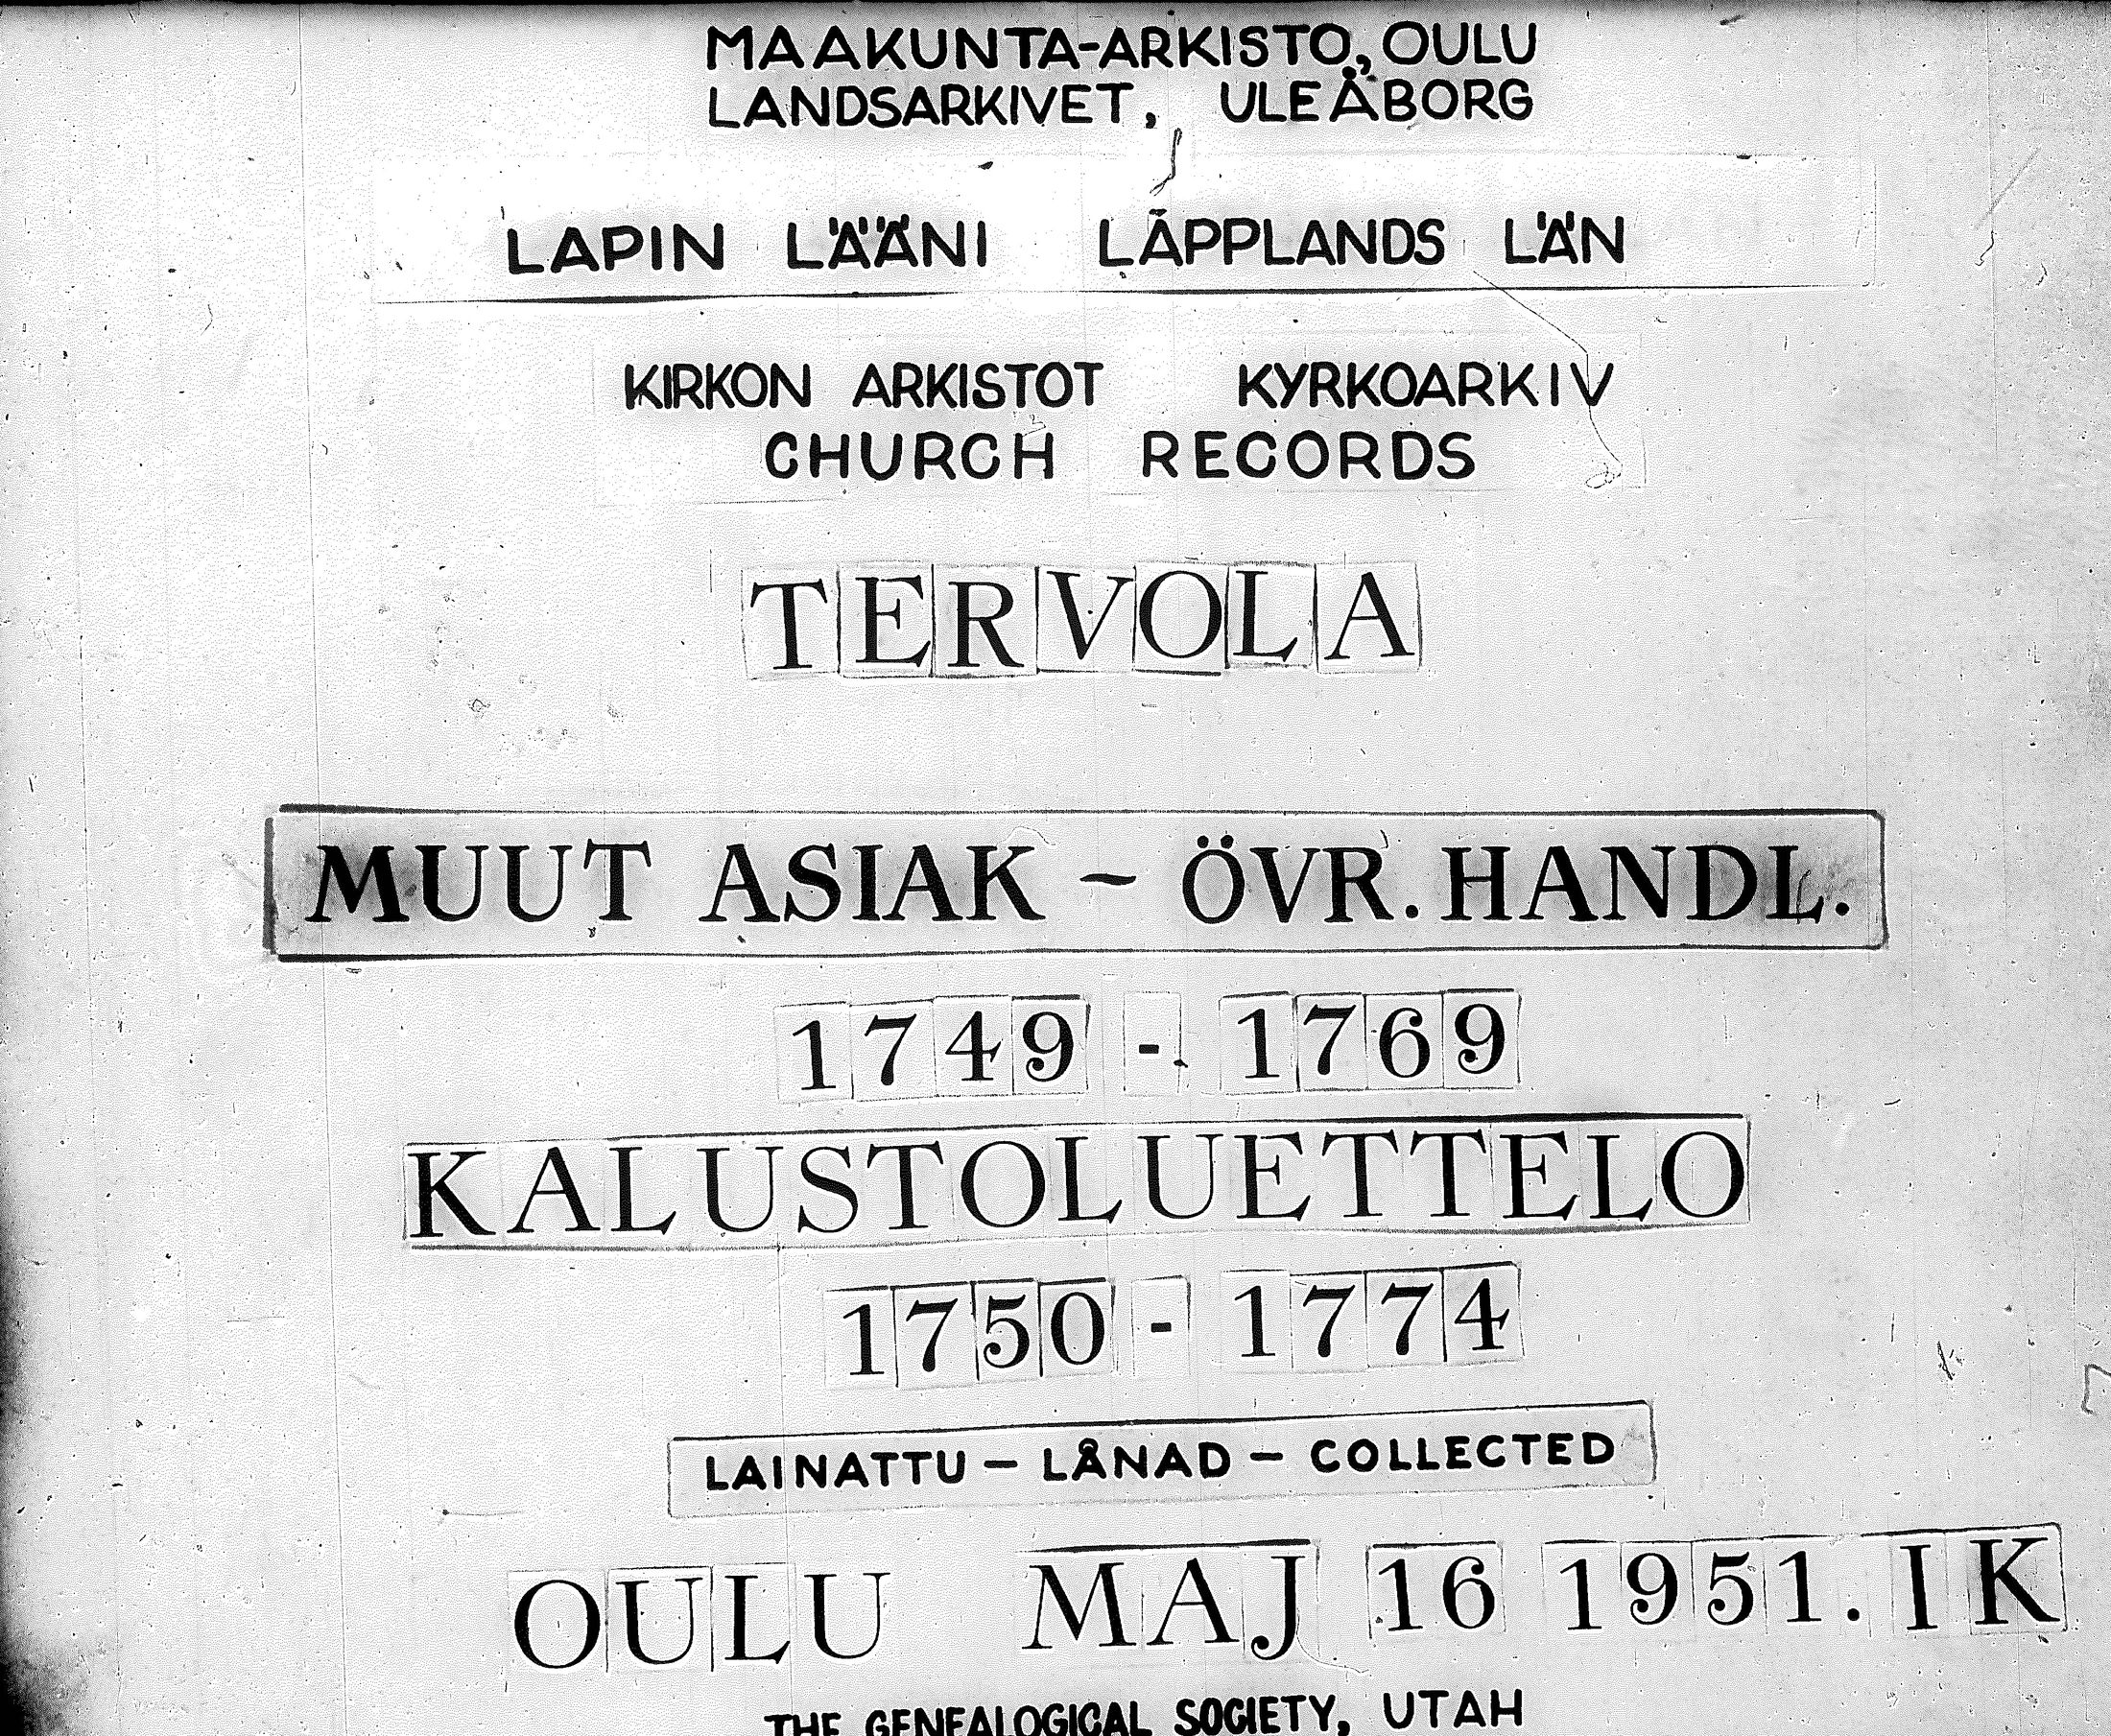 MAAKUNTA-ARKISTO, OULU
LANDSARKIVET, ULEÅBORG
LAPIN LÄÄNI LÄPPLANDS LÄN
KIRKON ARKISTOT KYRKOARKIV
CHURCH RECORDS
TERVOLA
MUUT ASIAK - ÖVR. HANDL.
1749 - 1769
KALUSTOLUETTELO
1750 - 1774
LAINATTU - LÅNAD - COLLECTED
OULU MAJ 16 1951. IK
THE GENEALOGICAL SOCIETY, UTAH